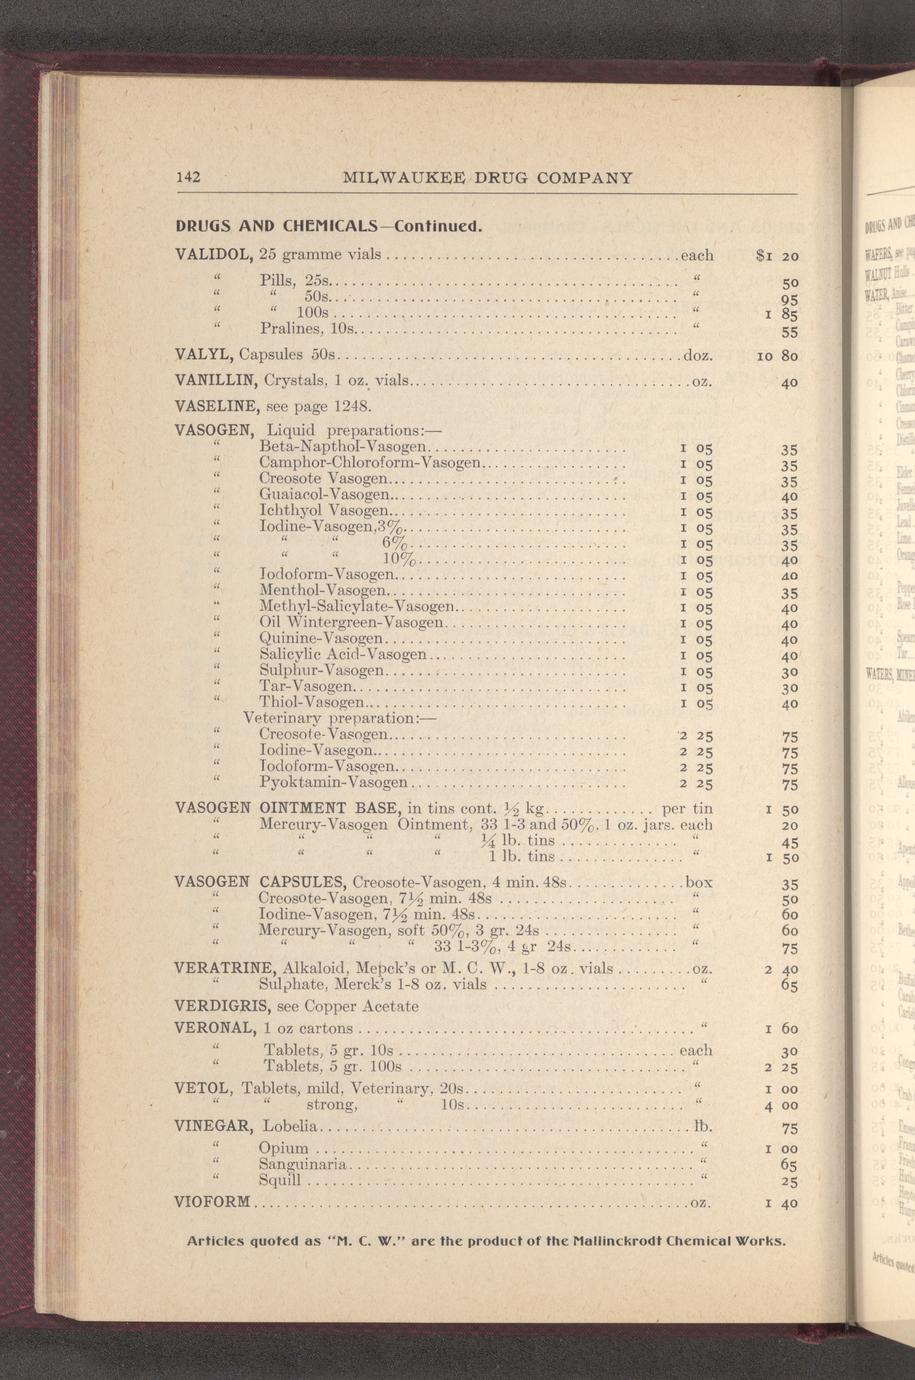 142 MILWAUKEE DRUG COMPANY
DRUGS AND CHEMICALS—Continued.
VALIDOL, 25 gramme vials ................ each $1 20
" Pills, 25s ................ " 50
" " 50s ................ " 95
" " 100s ................ " 1 85
" Pralines, 10s ................ " 55
VALYL, Capsules 50s ................ doz. 10 80
VANILLIN, Crystals, 1 oz. vials ................ oz. 40
VASELINE, see page 1248.
VASOGEN, Liquid preparations:—
" Beta-Napthol-Vasogen ................ 1 05 35
" Camphor-Chloroform-Vasogen ................ 1 05 35
" Creosote Vasogen ................ 1 05 35
" Guaiacol-Vasogen ................ 1 05 40
" Ichthyol Vasogen ................ 1 05 35
" Iodine-Vasogen,3% ................ 1 05 35
" " " 6% ................ 1 05 35
" " " 10% ................ 1 05 40
" Iodoform-Vasogen ................ 1 05 40
" Menthol-Vasogen ................ 1 05 35
" Methyl-Salicylate-Vasogen ................ 1 05 40
" Oil Wintergreen-Vasogen ................ 1 05 40
" Quinine-Vasogen ................ 1 05 40
" Salicylic Acid-Vasogen ................ 1 05 40
" Sulphur-Vasogen ................ 1 05 30
" Tar-Vasogen ................ 1 05 30
" Thiol-Vasogen ................ 1 05 40
Veterinary preparation:—
" Creosote-Vasogen ................ 2 25 75
" Iodine-Vasegon ................ 2 25 75
" Iodoform-Vasogen ................ 2 25 75
" Pyoktamin-Vasogen ................ 2 25 75
VASOGEN OINTMENT BASE, in tins cont. ½ kg. ................ per tin 1 50
" Mercury-Vasogen Ointment, 33 1-3 and 50%, 1 oz. jars. each 20
" " " " ¼ lb. tins ................ " 45
" " " " 1 lb. tins ................ " 1 50
VASOGEN CAPSULES, Creosote-Vasogen, 4 min. 48s ................ box 35
" Creosote-Vasogen, 7½ min. 48s ................ " 50
" Iodine-Vasogen, 7½ min. 48s ................ " 60
" Mercury-Vasogen, soft 50%, 3 gr. 24s ................ " 60
" " " " 33 1-3%, 4 gr 24s ................ " 75
VERATRINE, Alkaloid, Merck's or M. C. W., 1-8 oz. vials ................ oz. 2 40
" Sulphate, Merck's 1-8 oz. vials ................ " 65
VERDIGRIS, see Copper Acetate
VERONAL, 1 oz cartons ................ " 1 60
" Tablets, 5 gr. 10s ................ each 30
" Tablets, 5 gr. 100s ................ " 2 25
VETOL, Tablets, mild, Veterinary, 20s ................ " 1 00
" " strong, " 10s ................ " 4 00
VINEGAR, Lobelia ................ lb. 75
" Opium ................ " 1 00
" Sanguinaria ................ " 65
" Squill ................ " 25
VIOFORM ................ oz. 1 40
Articles quoted as "M. C. W." are the product of the Mallinckrodt Chemical Works.
DRUGS AND
WAFERS, see
WALNUT Hulls
WATER,
WATERS,
Articles quoted